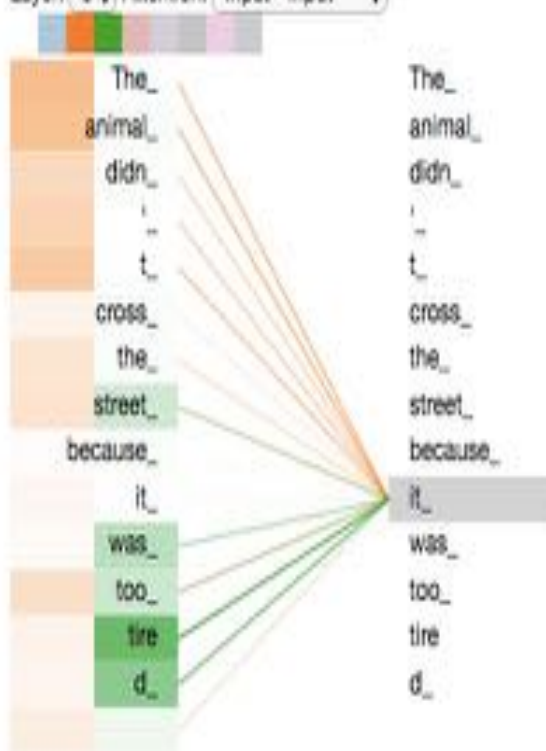 The_ The_
animal_ animal_
didn_ didn_
'_ '_
t_ t_
cross_ cross_
the_ the_
street_ street_
because_ because_
it_ it_
was_ was_
too_ too_
tire tire
d_ d_